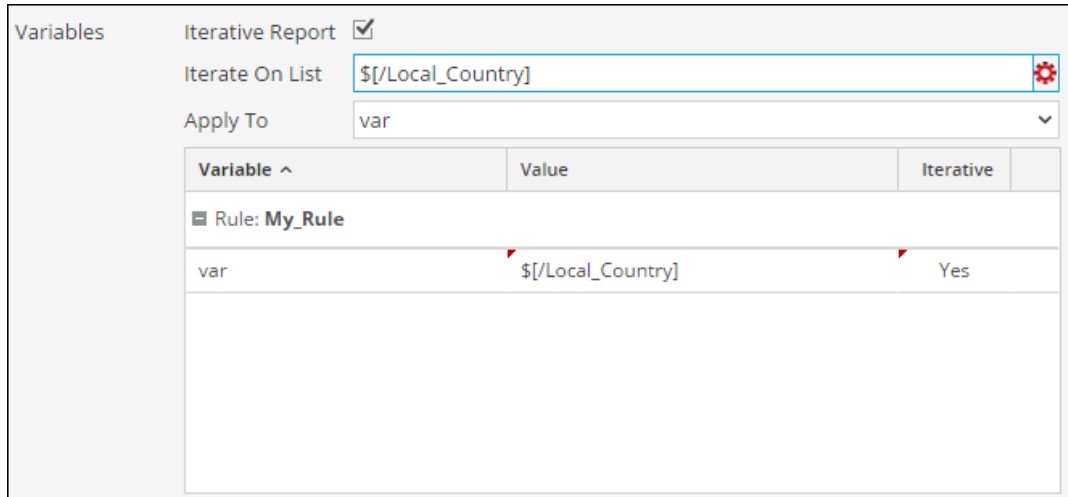 Variables
Iterative Report
Iterate On List
$[/Local_Country]
Apply To
var
Variable
Value
Iterative
Rule: My_Rule
var
$[/Local_Country]
Yes